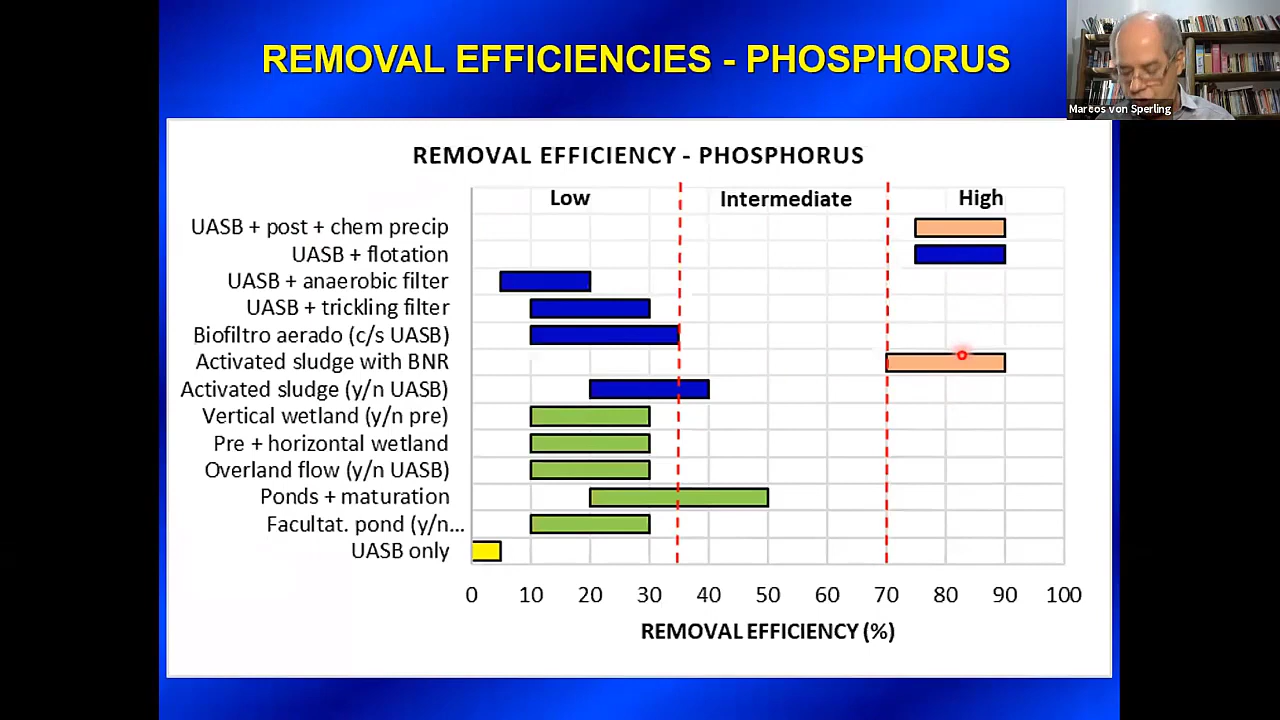 REMOVAL EFFICIENCIES - PHOSPHORUS
Marcos von Sperling
REMOVAL EFFICIENCY - PHOSPHORUS
Low Intermediate High
UASB + post + chem precip
UASB + flotation
UASB + anaerobic filter
UASB + trickling filter
Biofiltro aerado (c/s UASB)
Activated sludge with BNR
Activated sludge (y/n UASB)
Vertical wetland (y/n pre)
Pre + horizontal wetland
Overland flow (y/n UASB)
Ponds + maturation
Facultat. pond (y/n...
UASB only
0 10 20 30 40 50 60 70 80 90 100
REMOVAL EFFICIENCY (%)